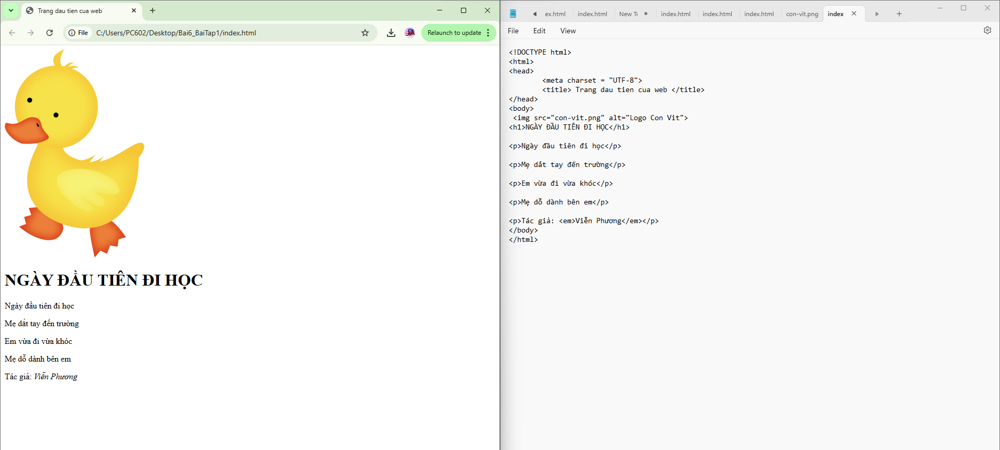 Trang dau tien cua web
File
C:/Users/PC602/Desktop/Bai6_BaiTap1/index.html
Relaunch to update
NGÀY ĐẦU TIÊN ĐI HỌC
Ngày đầu tiên đi học
Mẹ dắt tay đến trường
Em vừa đi vừa khóc
Mẹ dỗ dành bên em
Tác giả: Viễn Phương
ex.html
index.html
New Te
index.html
index.html
index.html
con-vit.png
index
File Edit View
<!DOCTYPE html>
<html>
<head>
<meta charset = "UTF-8">
<title> Trang dau tien cua web </title>
</head>
<body>
<img src="con-vit.png" alt="Logo Con Vit">
<h1>NGÀY ĐẦU TIÊN ĐI HỌC</h1>
<p>Ngày đầu tiên đi học</p>
<p>Mẹ dắt tay đến trường</p>
<p>Em vừa đi vừa khóc</p>
<p>Mẹ dỗ dành bên em</p>
<p>Tác giả: <em>Viễn Phương</em></p>
</body>
</html>